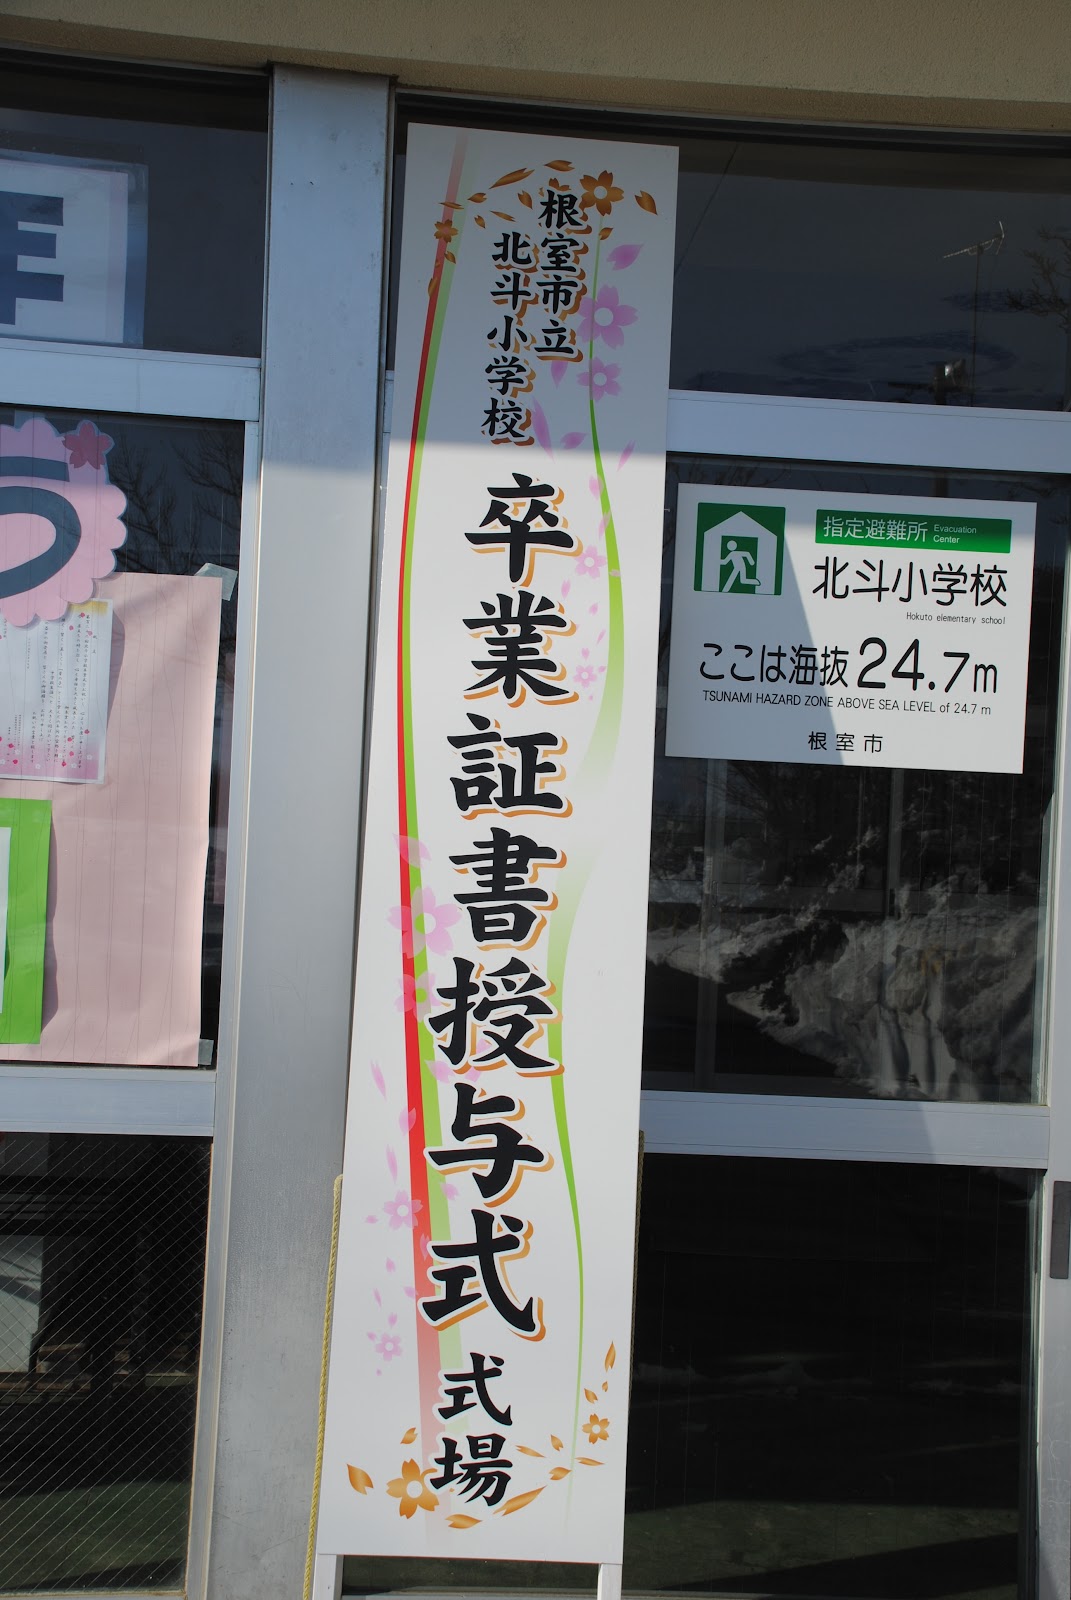 根室市立
北斗小学校
卒業証書授与式
式場
指定避難所
Evacuation
Center
北斗小学校
Hokuto elementary school
ここは海抜24.7m
TSUNAMI HAZARD ZONE ABOVE SEA LEVEL of 24.7 m
根室市
う